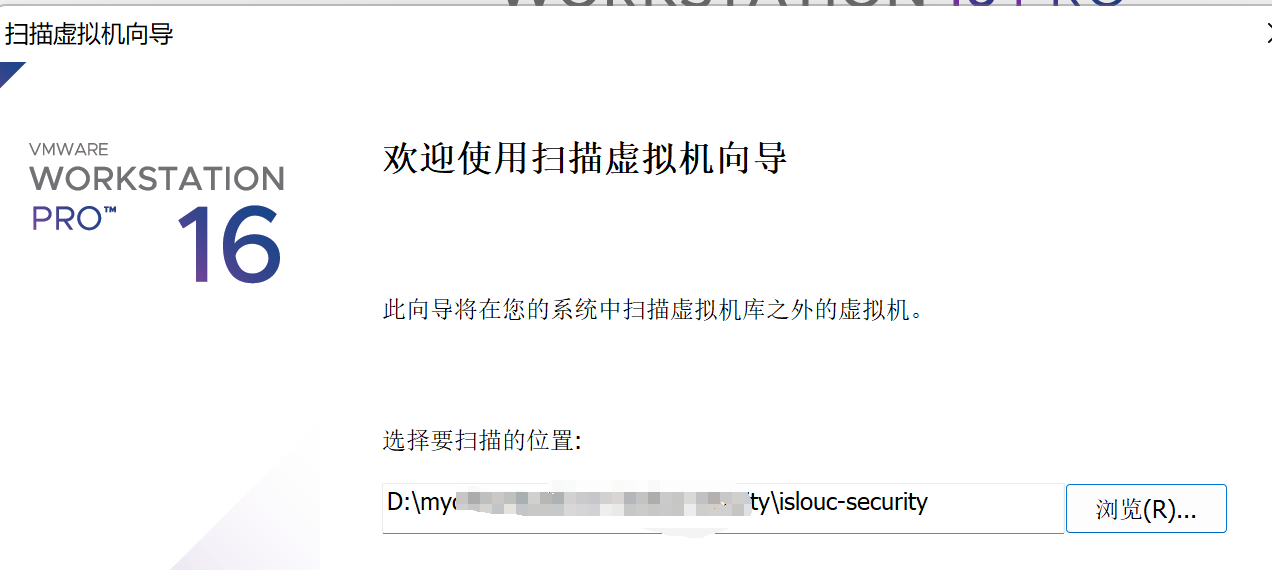 WORKSTATION 16 PRO
扫描虚拟机向导
VMWARE
WORKSTATION
PRO™ 16
欢迎使用扫描虚拟机向导
此向导将在您的系统中扫描虚拟机库之外的虚拟机。
选择要扫描的位置:
D:\my ty\islouc-security
浏览(R)...